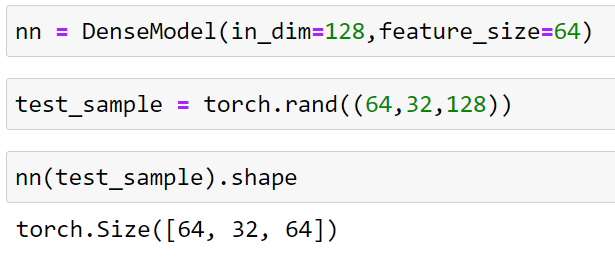 nn = DenseModel(in_dim=128,feature_size=64)
test_sample = torch.rand((64,32,128))
nn(test_sample).shape
torch.Size([64, 32, 64])